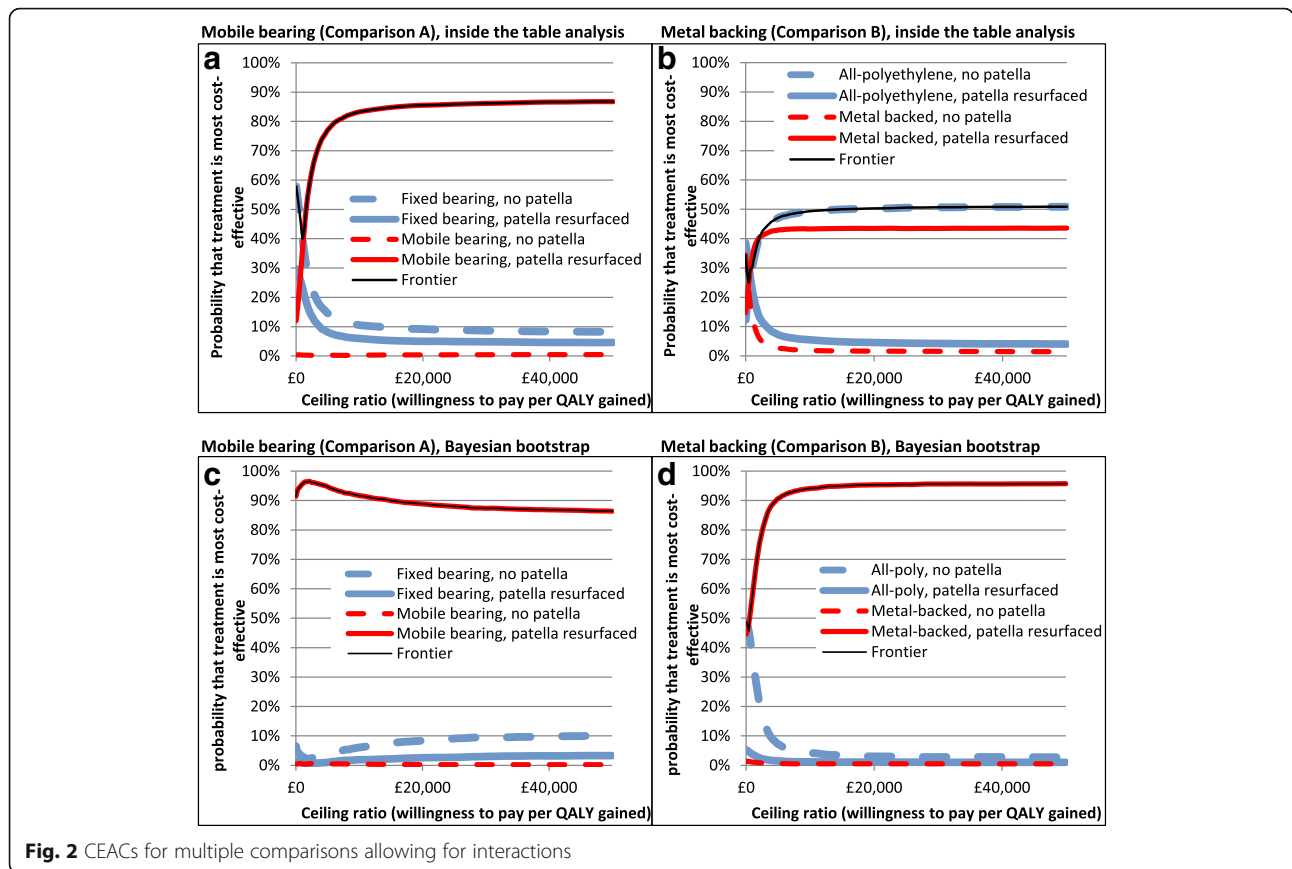 Mobile bearing (Comparison A), inside the table analysis
a
Probability that treatment is most cost-
effective
100%
90%
80%
70%
60%
50%
40%
30%
20%
10%
0%
Fixed bearing, no patella
Fixed bearing, patella resurfaced
Mobile bearing, no patella
Mobile bearing, patella resurfaced
Frontier
£0
£20,000
£40,000
Ceiling ratio (willingness to pay per QALY gained)
Metal backing (Comparison B), inside the table analysis
b
Probability that treatment is most cost-
effective
100%
90%
80%
70%
60%
50%
40%
30%
20%
10%
0%
All-polyethylene, no patella
All-polyethylene, patella resurfaced
Metal backed, no patella
Metal backed, patella resurfaced
Frontier
£0
£20,000
£40,000
Ceiling ratio (willingness to pay per QALY gained)
Mobile bearing (Comparison A), Bayesian bootstrap
c
probability that treatment is most cost-
effective
100%
90%
80%
70%
60%
50%
40%
30%
20%
10%
0%
Fixed bearing, no patella
Fixed bearing, patella resurfaced
Mobile bearing, no patella
Mobile bearing, patella resurfaced
Frontier
£0
£20,000
£40,000
Ceiling ratio (willingness to pay per QALY gained)
Metal backing (Comparison B), Bayesian bootstrap
d
probability that treatment is most cost-
effective
100%
90%
80%
70%
60%
50%
40%
30%
20%
10%
0%
All-poly, no patella
All-poly, patella resurfaced
Metal-backed, no patella
Metal-backed, patella resurfaced
Frontier
£0
£20,000
£40,000
Ceiling ratio (willingness to pay per QALY gained)
Fig. 2 CEACs for multiple comparisons allowing for interactions